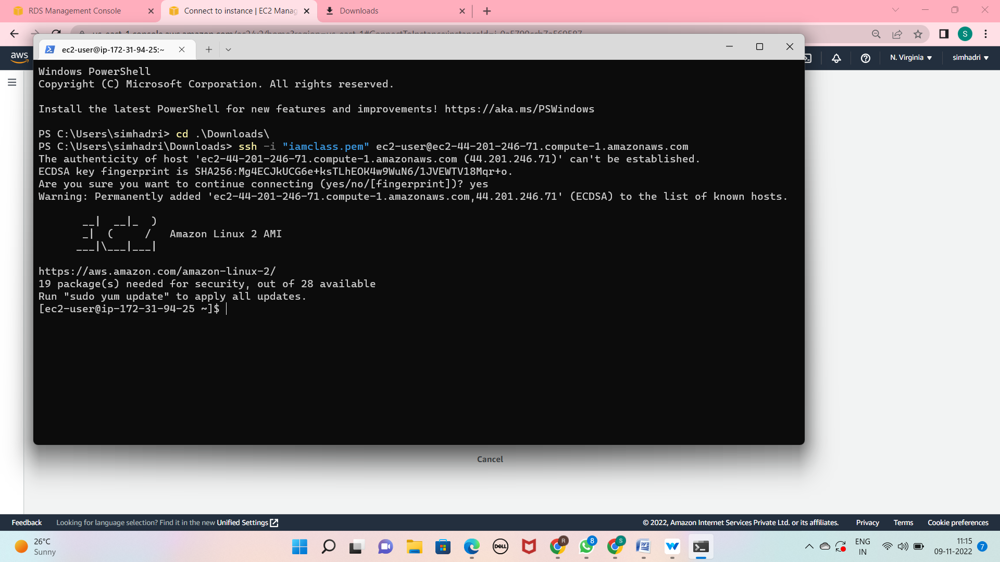 RDS Management Console
Connect to instance | EC2 Manag
Downloads
ec2-user@ip-172-31-94-25:~
aws
N. Virginia
simhadri
S
Windows PowerShell
Copyright (C) Microsoft Corporation. All rights reserved.
Install the latest PowerShell for new features and improvements! https://aka.ms/PSWindows
PS C:\Users\simhadri> cd .\Downloads\
PS C:\Users\simhadri\Downloads> ssh -i "iamclass.pem" ec2-user@ec2-44-201-246-71.compute-1.amazonaws.com
The authenticity of host 'ec2-44-201-246-71.compute-1.amazonaws.com (44.201.246.71)' can't be established.
ECDSA key fingerprint is SHA256:Mg4ECJkUCG6e+ksTLhEOK4w9WuN6/1JVEWTV18Mqr+o.
Are you sure you want to continue connecting (yes/no/[fingerprint])? yes
Warning: Permanently added 'ec2-44-201-246-71.compute-1.amazonaws.com,44.201.246.71' (ECDSA) to the list of known hosts.
       __|  __|_  )
       _|  (     /   Amazon Linux 2 AMI
      ___|\___|___|
https://aws.amazon.com/amazon-linux-2/
19 package(s) needed for security, out of 28 available
Run "sudo yum update" to apply all updates.
[ec2-user@ip-172-31-94-25 ~]$
Cancel
Feedback
Looking for language selection? Find it in the new Unified Settings
© 2022, Amazon Internet Services Private Ltd. or its affiliates.
Privacy
Terms
Cookie preferences
26°C
Sunny
DELL
R
8
S
ENG
IN
11:15
09-11-2022
7